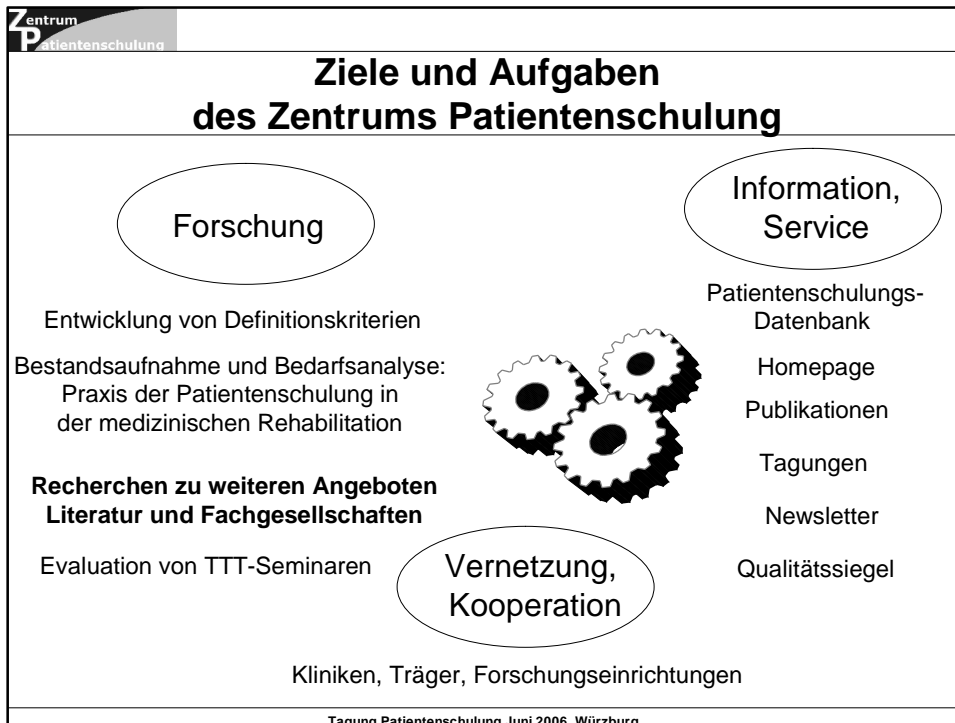 Zentrum
Patientenschulung
Ziele und Aufgaben
des Zentrums Patientenschulung
Forschung
Entwicklung von Definitionskriterien
Bestandsaufnahme und Bedarfsanalyse:
Praxis der Patientenschulung in
der medizinischen Rehabilitation
Recherchen zu weiteren Angeboten
Literatur und Fachgesellschaften
Evaluation von TTT-Seminaren
Information,
Service
Patientenschulungs-
Datenbank
Homepage
Publikationen
Tagungen
Newsletter
Qualitätssiegel
Vernetzung,
Kooperation
Kliniken, Träger, Forschungseinrichtungen
Tagung Patientenschulung Juni 2006, Würzburg